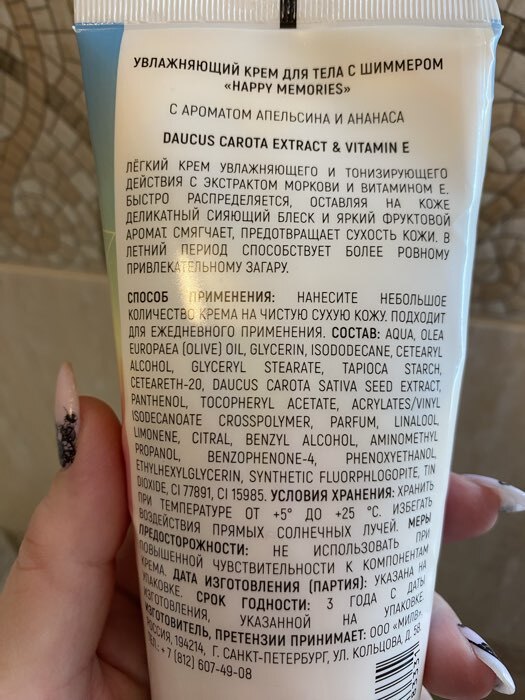 УВЛАЖНЯЮЩИЙ КРЕМ ДЛЯ ТЕЛА С ШИММЕРОМ
«HAPPY MEMORIES»
С АРОМАТОМ АПЕЛЬСИНА И АНАНАСА
DAUCUS CAROTA EXTRACT & VITAMIN E
ЛЁГКИЙ КРЕМ УВЛАЖНЯЮЩЕГО И ТОНИЗИРУЮЩЕГО
ДЕЙСТВИЯ С ЭКСТРАКТОМ МОРКОВИ И ВИТАМИНОМ Е.
БЫСТРО РАСПРЕДЕЛЯЕТСЯ, ОСТАВЛЯЯ НА КОЖЕ
ДЕЛИКАТНЫЙ СИЯЮЩИЙ БЛЕСК И ЯРКИЙ ФРУКТОВЫЙ
АРОМАТ. СМЯГЧАЕТ, ПРЕДОТВРАЩАЕТ СУХОСТЬ КОЖИ. В
ЛЕТНИЙ ПЕРИОД СПОСОБСТВУЕТ БОЛЕЕ РОВНОМУ
ПРИВЛЕКАТЕЛЬНОМУ ЗАГАРУ.
СПОСОБ ПРИМЕНЕНИЯ: НАНЕСИТЕ НЕБОЛЬШОЕ
КОЛИЧЕСТВО КРЕМА НА ЧИСТУЮ СУХУЮ КОЖУ. ПОДХОДИТ
ДЛЯ ЕЖЕДНЕВНОГО ПРИМЕНЕНИЯ. СОСТАВ: AQUA, OLEA
EUROPAEA (OLIVE) OIL, GLYCERIN, ISODODECANE, CETEARYL
ALCOHOL, GLYCERYL STEARATE, TAPIOCA STARCH,
CETEARETH-20, DAUCUS CAROTA SATIVA SEED EXTRACT,
PANTHENOL, TOCOPHERYL ACETATE, ACRYLATES/VINYL
ISODECANOATE CROSSPOLYMER, PARFUM, LINALOOL,
LIMONENE, CITRAL, BENZYL ALCOHOL, AMINOMETHYL
PROPANOL, BENZOPHENONE-4, PHENOXYETHANOL,
ETHYLHEXYLGLYCERIN, SYNTHETIC FLUORPHLOGOPITE, TIN
DIOXIDE, CI 77891, CI 15985. УСЛОВИЯ ХРАНЕНИЯ: ХРАНИТЬ
ПРИ ТЕМПЕРАТУРЕ ОТ +5° ДО +25 °C. ИЗБЕГАТЬ
ВОЗДЕЙСТВИЯ ПРЯМЫХ СОЛНЕЧНЫХ ЛУЧЕЙ. МЕРЫ
ПРЕДОСТОРОЖНОСТИ: НЕ ИСПОЛЬЗОВАТЬ ПРИ
ПОВЫШЕННОЙ ЧУВСТВИТЕЛЬНОСТИ К КОМПОНЕНТАМ
КРЕМА. ДАТА ИЗГОТОВЛЕНИЯ (ПАРТИЯ): УКАЗАНА НА
УПАКОВКЕ. СРОК ГОДНОСТИ: 3 ГОДА С ДАТЫ
ИЗГОТОВЛЕНИЯ, УКАЗАННОЙ НА УПАКОВКЕ.
ИЗГОТОВИТЕЛЬ, ПРЕТЕНЗИИ ПРИНИМАЕТ: ООО «МИЛВ»,
РОССИЯ, 194214, Г. САНКТ-ПЕТЕРБУРГ, УЛ. КОЛЬЦОВА, Д. 58.
ТЕЛ.: +7 (812) 607-49-08